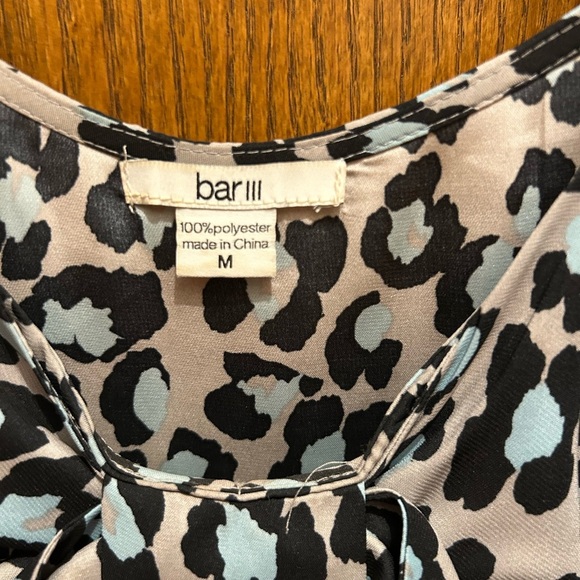 bar III
100% polyester
made in China
M